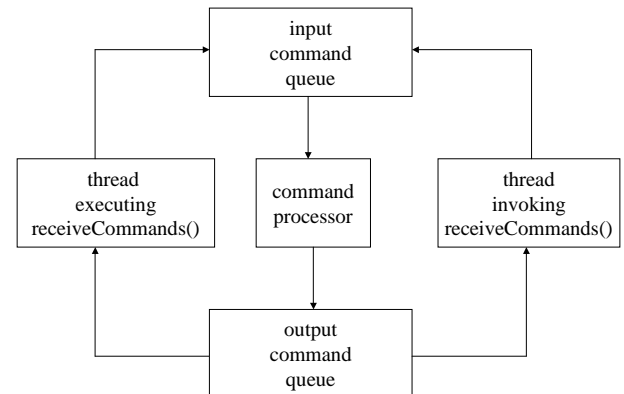 input
command
queue
thread
executing
receiveCommands()
command
processor
thread
invoking
receiveCommands()
output
command
queue